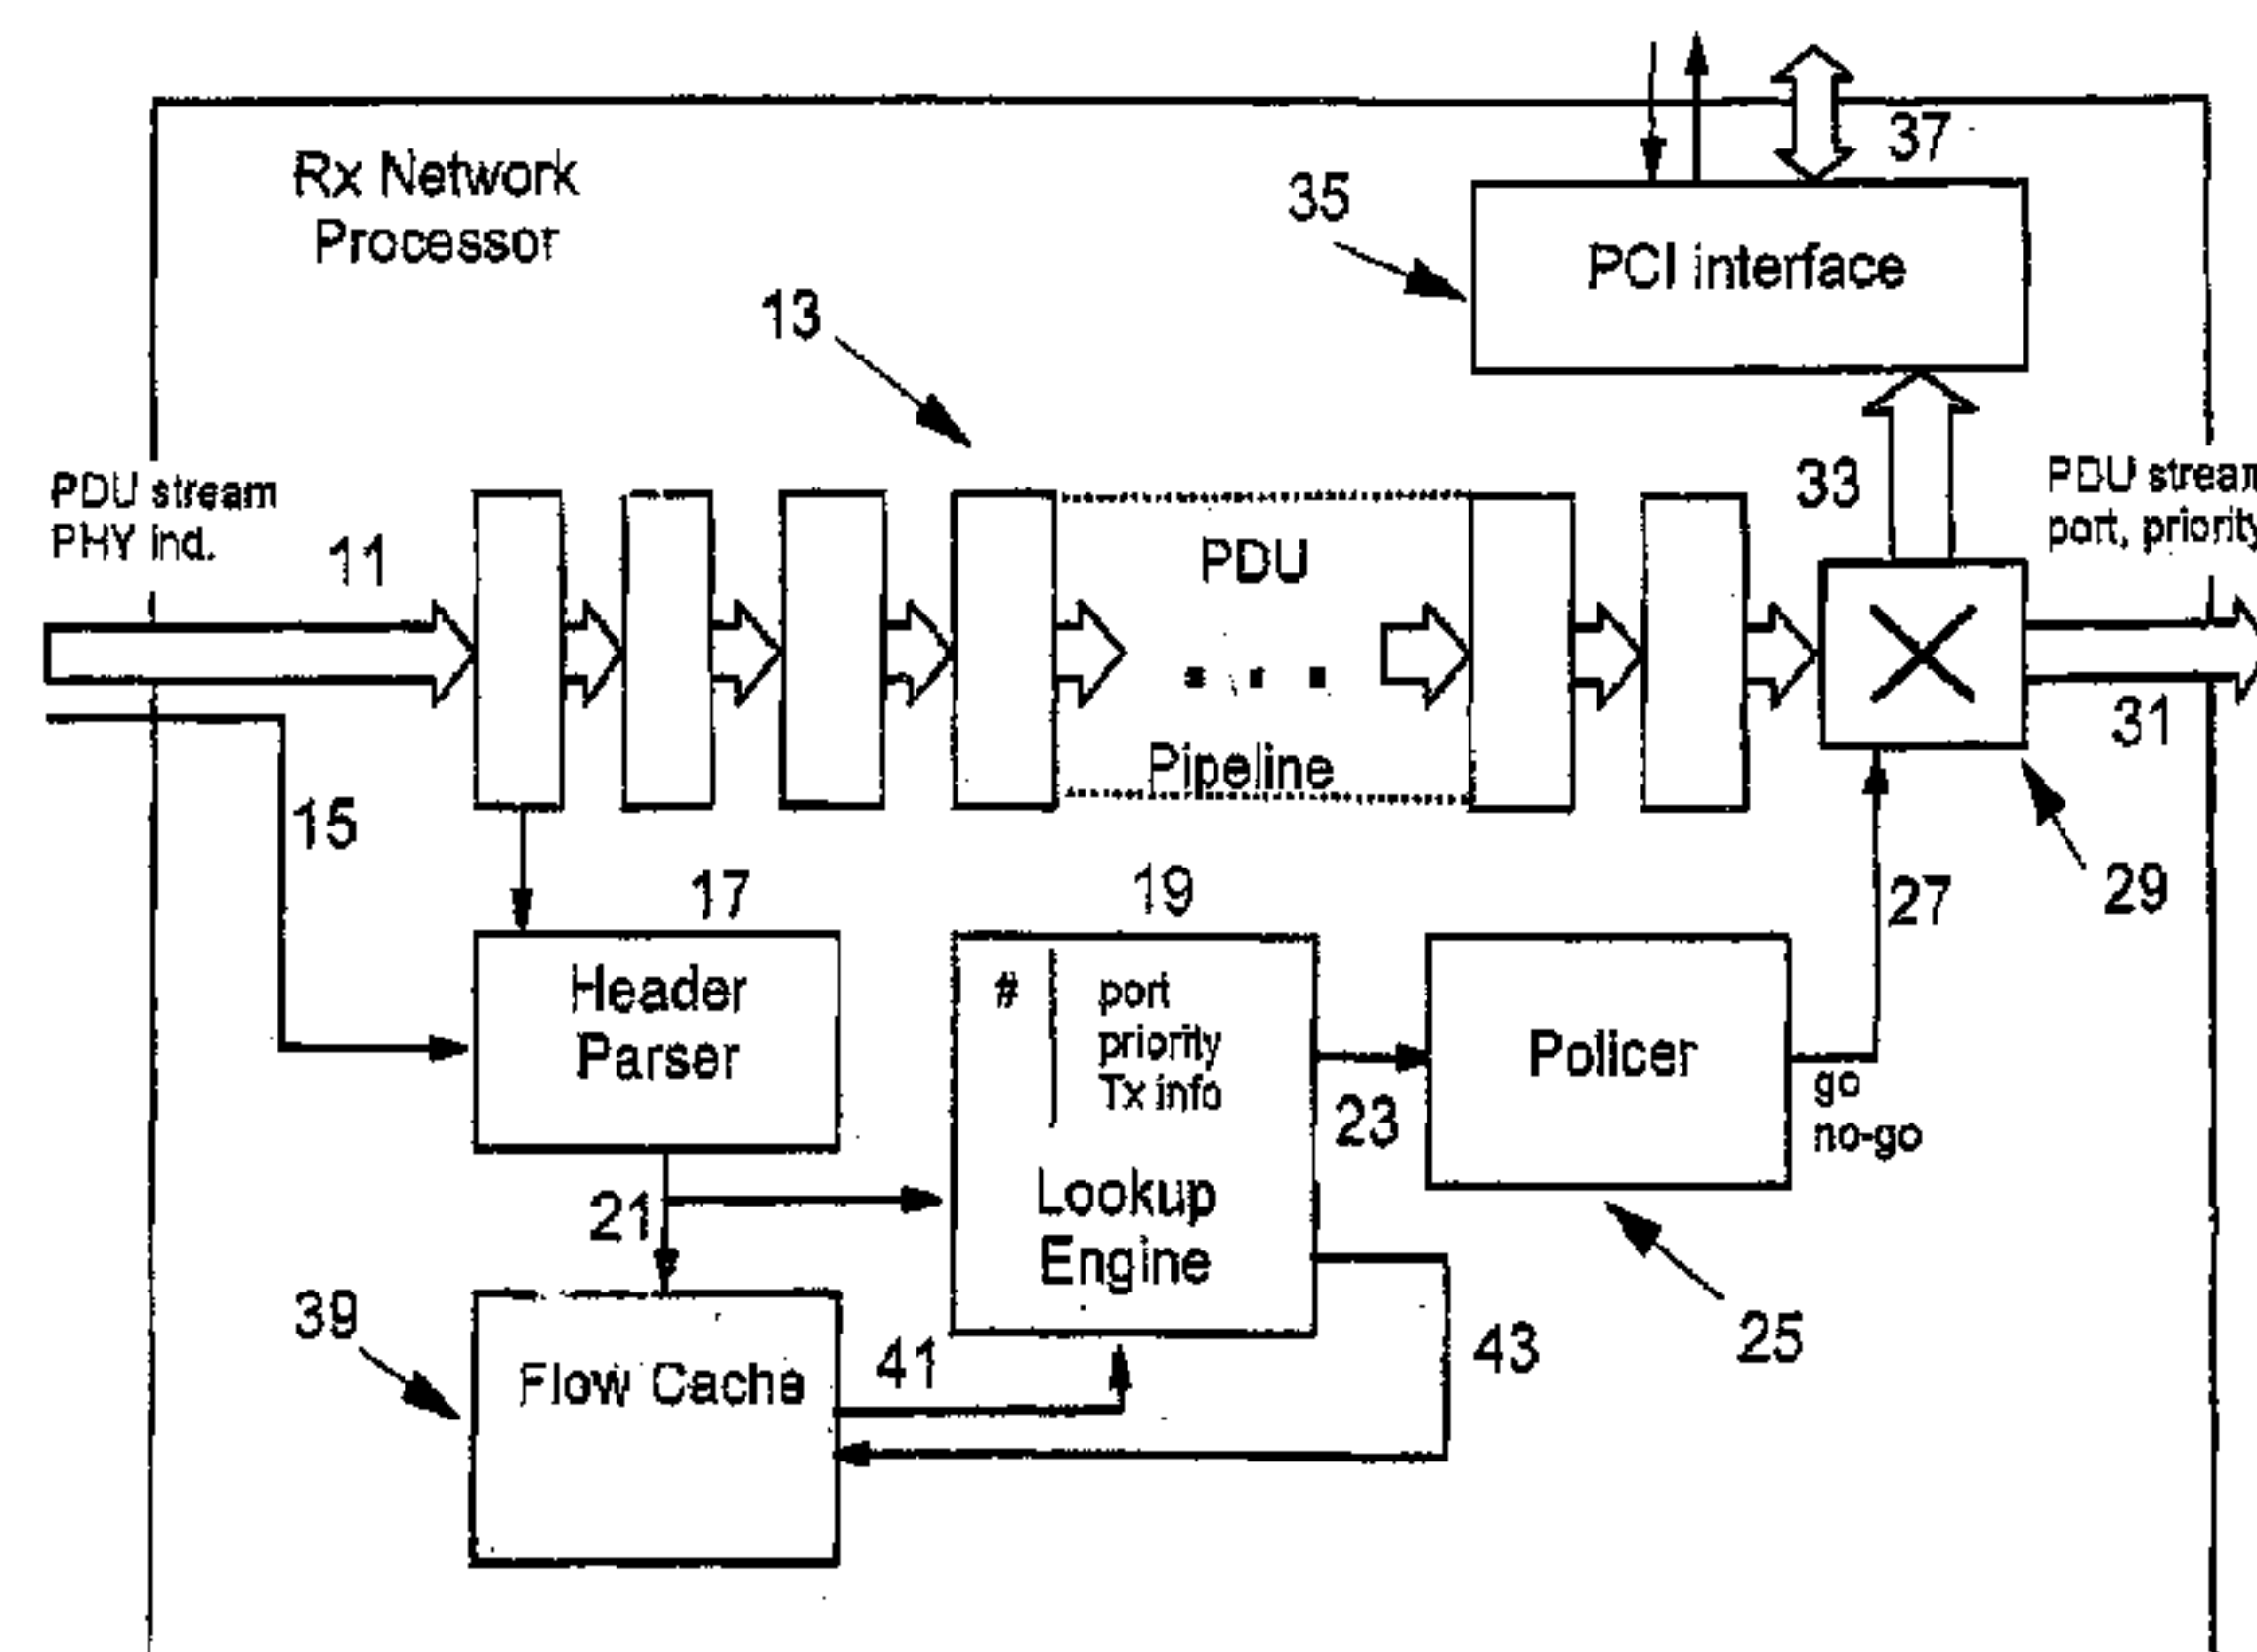 37
Rx Network
Processor
35
PCI interface
13
PDU stream
PHY ind.
11
PDU
Pipeline
33
PDU stream
port, priority
31
15
17
Header
Parser
19
#
port
priority
Tx info
Lookup
Engine
23
Policer
27
go
no-go
29
21
39
Flow Cache
41
43
25